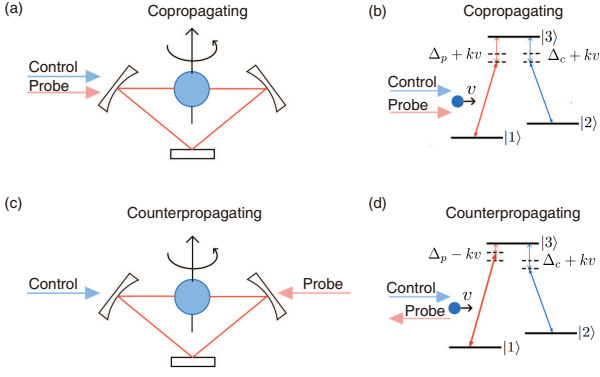 (a)
Copropagating
Control
Probe
(b)
Copropagating
|3⟩
Δp + kv
Δc + kv
Control
v
Probe
|2⟩
|1⟩
(c)
Counterpropagating
Control
Probe
(d)
Counterpropagating
|3⟩
Δp − kv
Δc + kv
Control
v
Probe
|2⟩
|1⟩